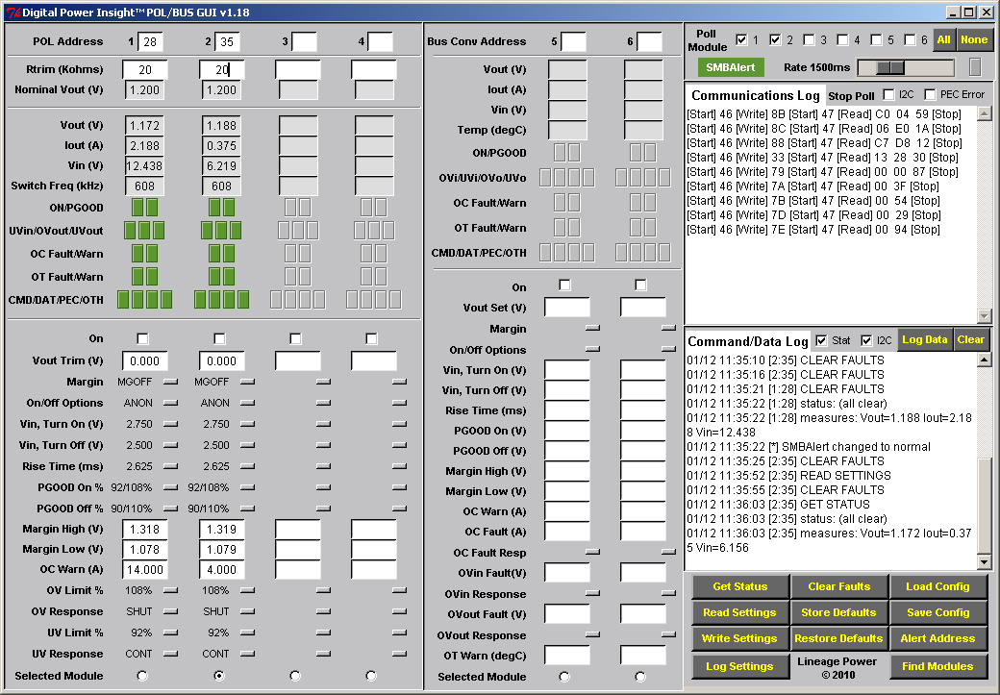 Digital Power Insight™ POL/BUS GUI v1.18
POL Address 1 28 2 35 3 4
Rtrim (Kohms) 20 20
Nominal Vout (V) 1.200 1.200
Vout (V) 1.172 1.188
Iout (A) 2.188 0.375
Vin (V) 12.438 6.219
Switch Freq (kHz) 608 608
ON/PGOOD
UVin/OVout/UVout
OC Fault/Warn
OT Fault/Warn
CMD/DAT/PEC/OTH
On
Vout Trim (V) 0.000 0.000
Margin MGOFF MGOFF
On/Off Options ANON ANON
Vin, Turn On (V) 2.750 2.750
Vin, Turn Off (V) 2.500 2.500
Rise Time (ms) 2.625 2.625
PGOOD On % 92/108% 92/108%
PGOOD Off % 90/110% 90/110%
Margin High (V) 1.318 1.319
Margin Low (V) 1.078 1.079
OC Warn (A) 14.000 4.000
OV Limit % 108% 108%
OV Response SHUT SHUT
UV Limit % 92% 92%
UV Response CONT CONT
Selected Module
Bus Conv Address 5 6
Vout (V)
Iout (A)
Vin (V)
Temp (degC)
ON/PGOOD
OVi/UVi/OVo/UVo
OC Fault/Warn
OT Fault/Warn
CMD/DAT/PEC/OTH
On
Vout Set (V)
Margin
On/Off Options
Vin, Turn On (V)
Vin, Turn Off (V)
Rise Time (ms)
PGOOD On (V)
PGOOD Off (V)
Margin High (V)
Margin Low (V)
OC Warn (A)
OC Fault (A)
OC Fault Resp
OVin Fault(V)
OVin Response
OVout Fault (V)
OVout Response
OT Warn (degC)
Selected Module
Poll
Module 1 2 3 4 5 6 All None
SMBAlert Rate 1500ms
Communications Log Stop Poll I2C PEC Error
[Start] 46 [Write] 8B [Start] 47 [Read] C0 04 59 [Stop]
[Start] 46 [Write] 8C [Start] 47 [Read] 06 E0 1A [Stop]
[Start] 46 [Write] 88 [Start] 47 [Read] C7 D8 12 [Stop]
[Start] 46 [Write] 33 [Start] 47 [Read] 13 28 30 [Stop]
[Start] 46 [Write] 79 [Start] 47 [Read] 00 00 87 [Stop]
[Start] 46 [Write] 7A [Start] 47 [Read] 00 3F [Stop]
[Start] 46 [Write] 7B [Start] 47 [Read] 00 54 [Stop]
[Start] 46 [Write] 7D [Start] 47 [Read] 00 29 [Stop]
[Start] 46 [Write] 7E [Start] 47 [Read] 00 94 [Stop]
Command/Data Log Stat I2C Log Data Clear
01/12 11:35:10 [2:35] CLEAR FAULTS
01/12 11:35:16 [2:35] CLEAR FAULTS
01/12 11:35:21 [1:28] CLEAR FAULTS
01/12 11:35:22 [1:28] status: (all clear)
01/12 11:35:22 [1:28] measures: Vout=1.188 Iout=2.18
8 Vin=12.438
01/12 11:35:22 [*] SMBAlert changed to normal
01/12 11:35:25 [2:35] CLEAR FAULTS
01/12 11:35:52 [2:35] READ SETTINGS
01/12 11:35:55 [2:35] CLEAR FAULTS
01/12 11:36:03 [2:35] GET STATUS
01/12 11:36:03 [2:35] status: (all clear)
01/12 11:36:03 [2:35] measures: Vout=1.172 Iout=0.37
5 Vin=6.156
Get Status Clear Faults Load Config
Read Settings Store Defaults Save Config
Write Settings Restore Defaults Alert Address
Log Settings Lineage Power Find Modules
© 2010